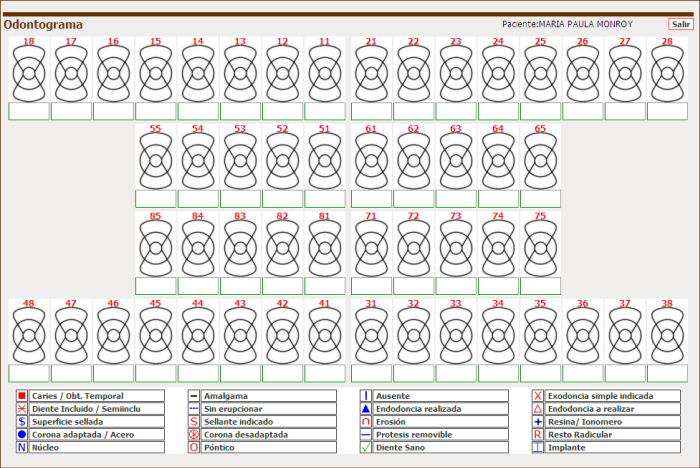 Odontograma Paciente:MARIA PAULA MONROY Salir
18 17 16 15 14 13 12 11 21 22 23 24 25 26 27 28
55 54 53 52 51 61 62 63 64 65
85 84 83 82 81 71 72 73 74 75
48 47 46 45 44 43 42 41 31 32 33 34 35 36 37 38
Caries / Obt. Temporal Amalgama Ausente X Exodoncia simple indicada
Diente Incluido / Semiinclu Sin erupcionar Endodoncia realizada Endodoncia a realizar
$ Superficie sellada S Sellante indicado Erosión Resina/ Ionomero
Corona adaptada / Acero Corona desadaptada Protesis removible R Resto Radicular
N Núcleo O Póntico Diente Sano Implante